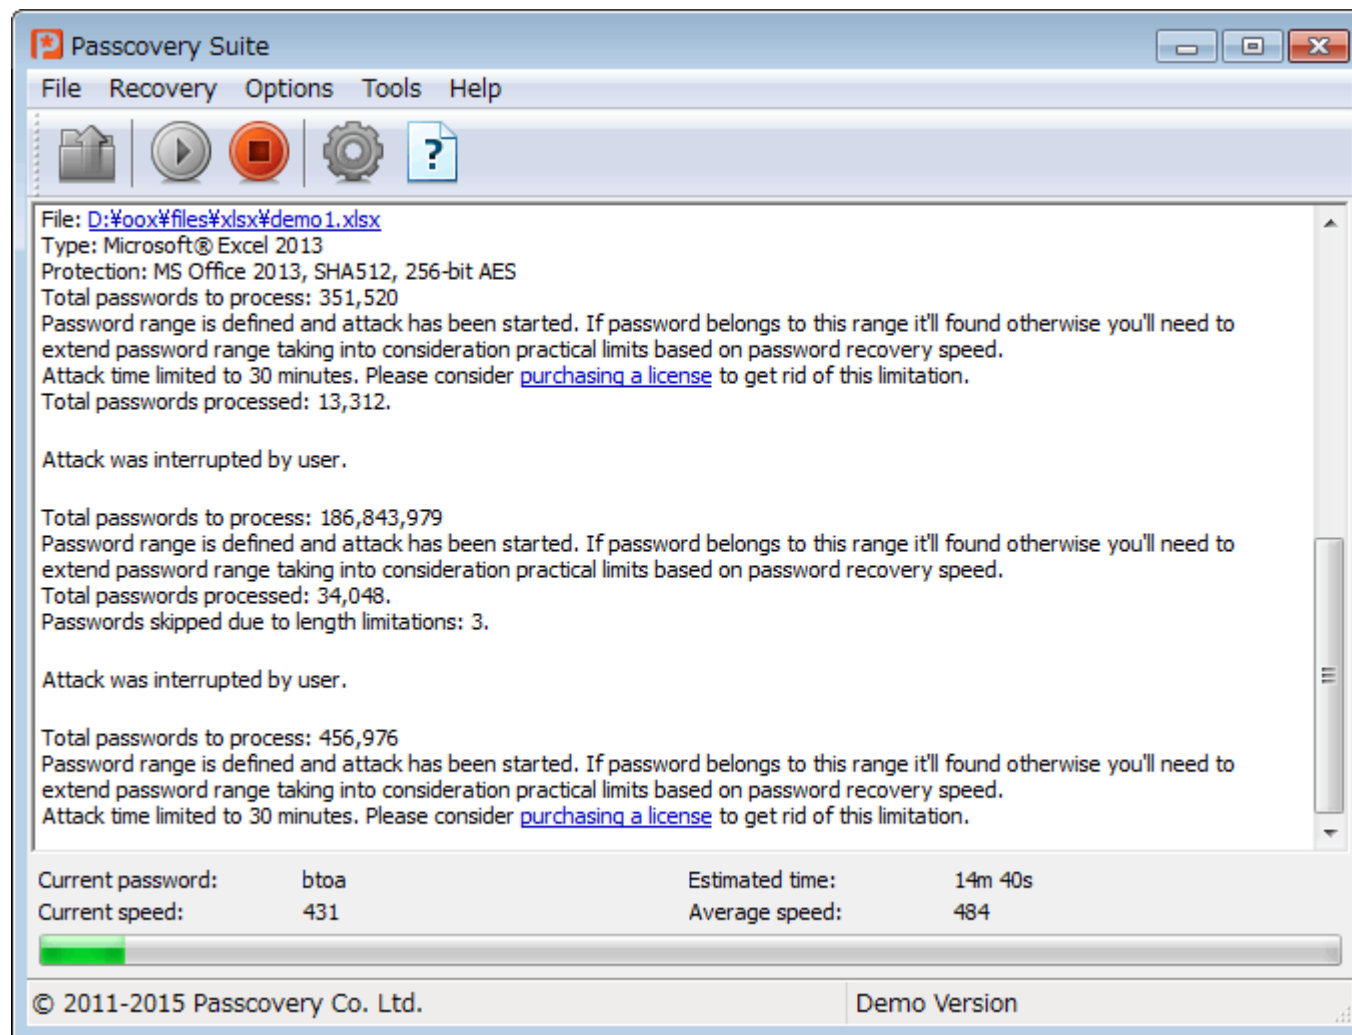 Passcovery Suite
File Recovery Options Tools Help
?
File: D:¥oox¥files¥xlsx¥demo1.xlsx
Type: Microsoft® Excel 2013
Protection: MS Office 2013, SHA512, 256-bit AES
Total passwords to process: 351,520
Password range is defined and attack has been started. If password belongs to this range it'll found otherwise you'll need to
extend password range taking into consideration practical limits based on password recovery speed.
Attack time limited to 30 minutes. Please consider purchasing a license to get rid of this limitation.
Total passwords processed: 13,312.
Attack was interrupted by user.
Total passwords to process: 186,843,979
Password range is defined and attack has been started. If password belongs to this range it'll found otherwise you'll need to
extend password range taking into consideration practical limits based on password recovery speed.
Total passwords processed: 34,048.
Passwords skipped due to length limitations: 3.
Attack was interrupted by user.
Total passwords to process: 456,976
Password range is defined and attack has been started. If password belongs to this range it'll found otherwise you'll need to
extend password range taking into consideration practical limits based on password recovery speed.
Attack time limited to 30 minutes. Please consider purchasing a license to get rid of this limitation.
Current password: btoa Estimated time: 14m 40s
Current speed: 431 Average speed: 484
© 2011-2015 Passcovery Co. Ltd. Demo Version